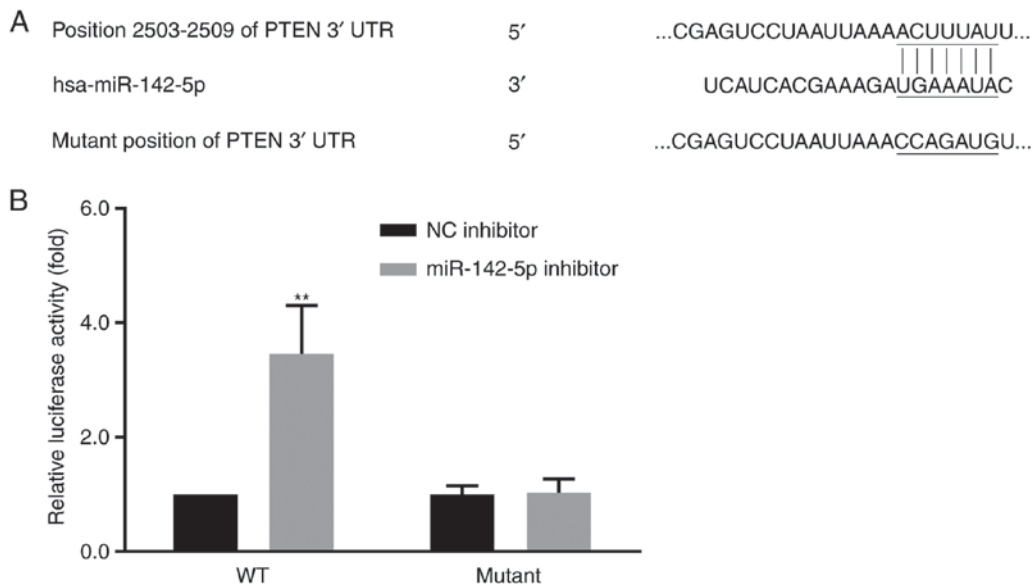 A
Position 2503-2509 of PTEN 3′ UTR 5′ ...CGAGUCCUAAUUAAAACUUUAUU...
hsa-miR-142-5p 3′ UCAUCACGAAAGAUGAAAUAC
Mutant position of PTEN 3′ UTR 5′ ...CGAGUCCUAAUUAAACCAGAUGU...
B
Relative luciferase activity (fold)
6.0
4.0
2.0
0.0
NC inhibitor
miR-142-5p inhibitor
**
WT Mutant